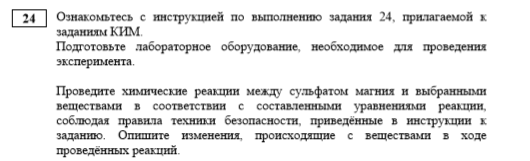 24
Ознакомьтесь с инструкцией по выполнению задания 24, прилагаемой к
заданиям КИМ.
Подготовьте лабораторное оборудование, необходимое для проведения
эксперимента.
Проведите химические реакции между сульфатом магния и выбранными
веществами в соответствии с составленными уравнениями реакции,
соблюдая правила техники безопасности, приведённые в инструкции к
заданию. Опишите изменения, происходящие с веществами в ходе
проведённых реакций.